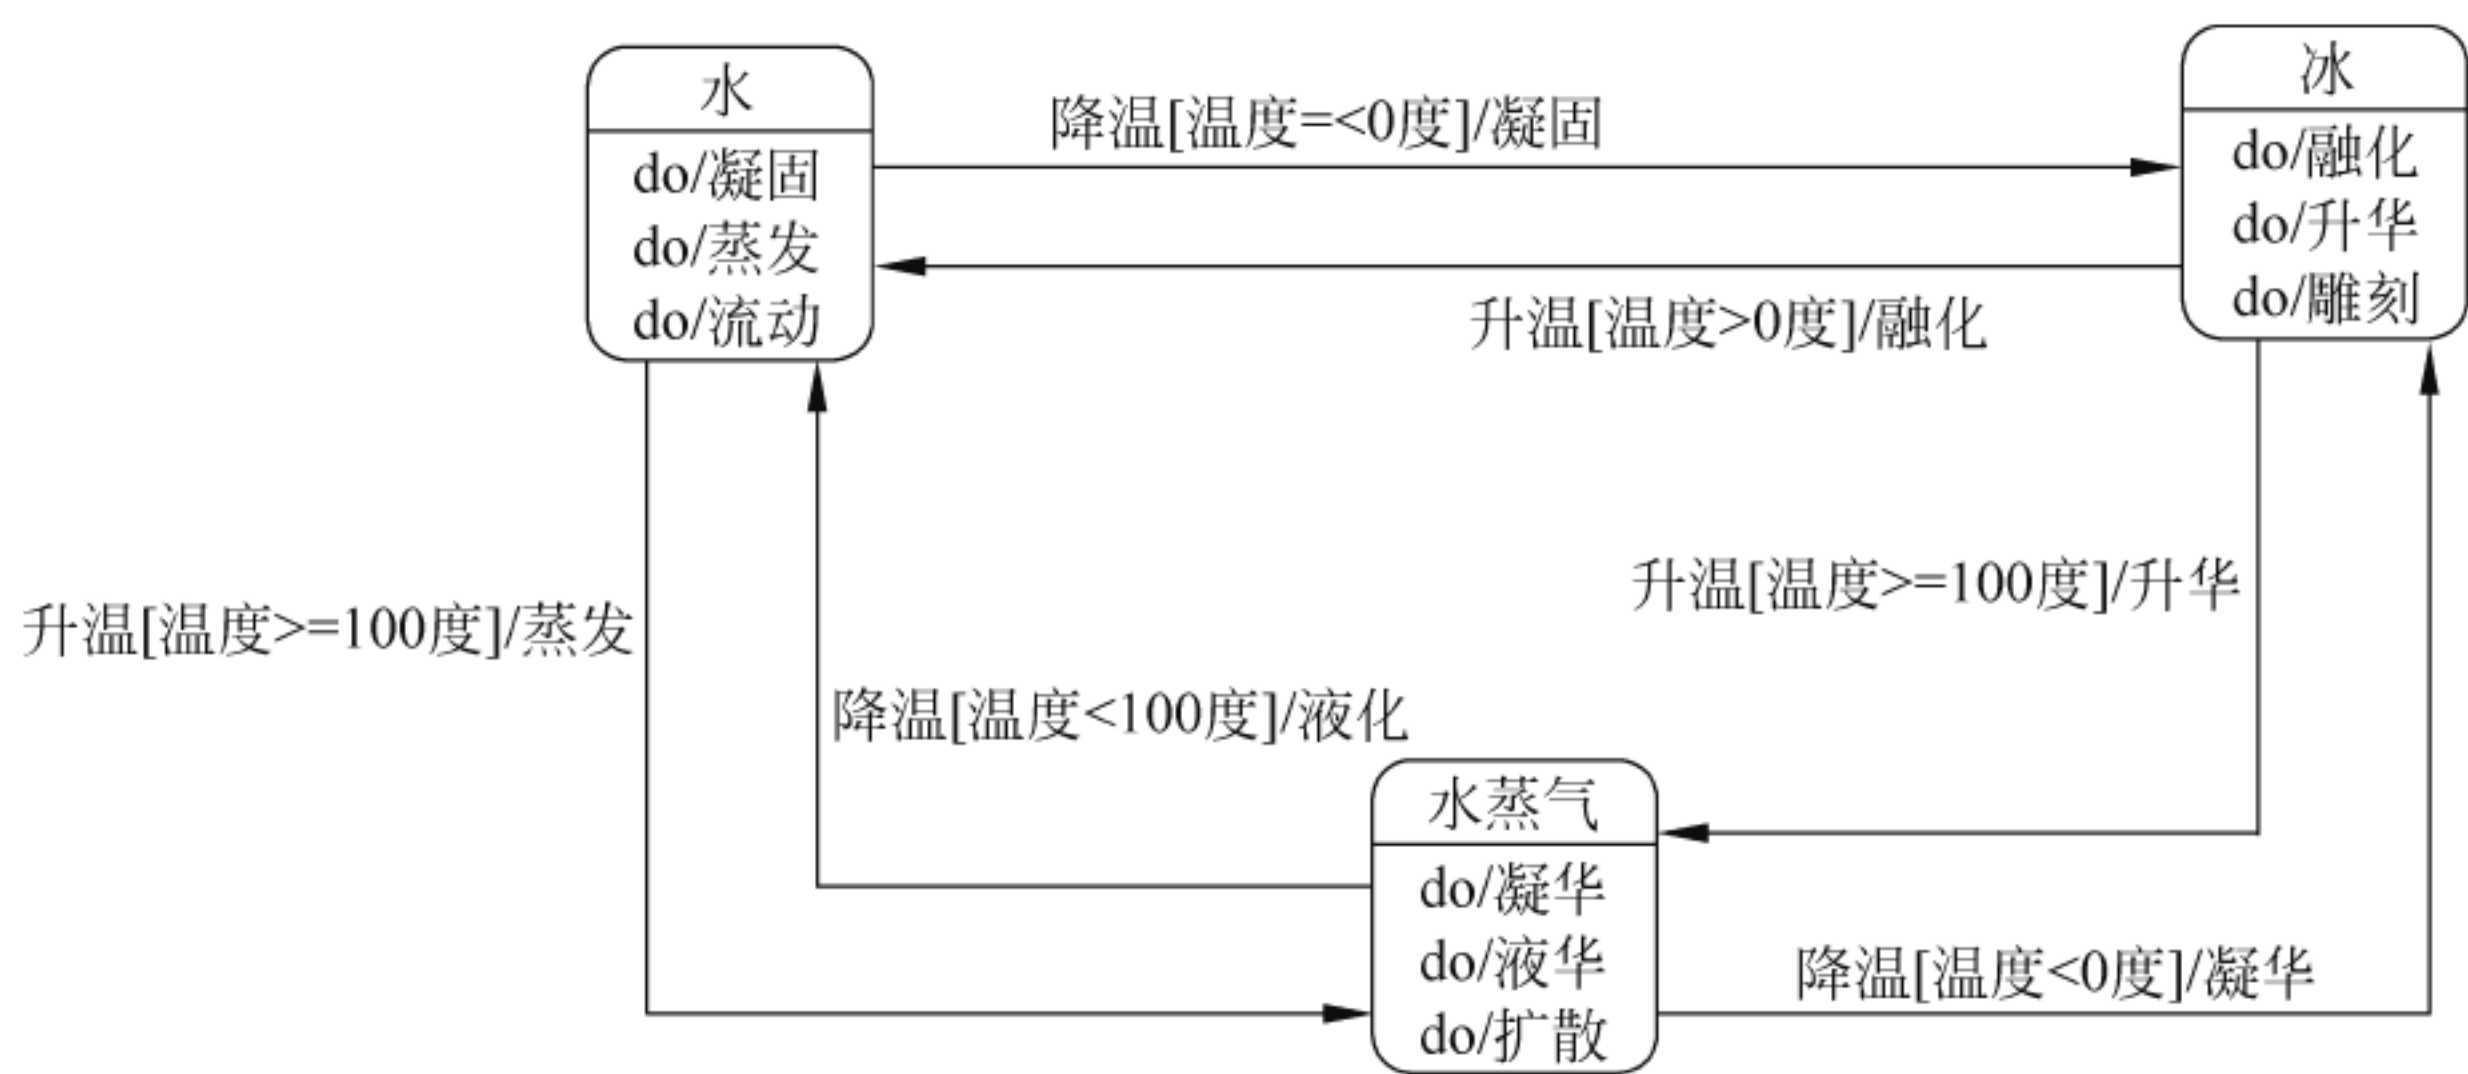 水
do/凝固
do/蒸发
do/流动
降温[温度=<0度]/凝固
升温[温度>0度]/融化
冰
do/融化
do/升华
do/雕刻
升温[温度>=100度]/蒸发
降温[温度<100度]/液化
升温[温度>=100度]/升华
水蒸气
do/凝华
do/液华
do/扩散
降温[温度<0度]/凝华